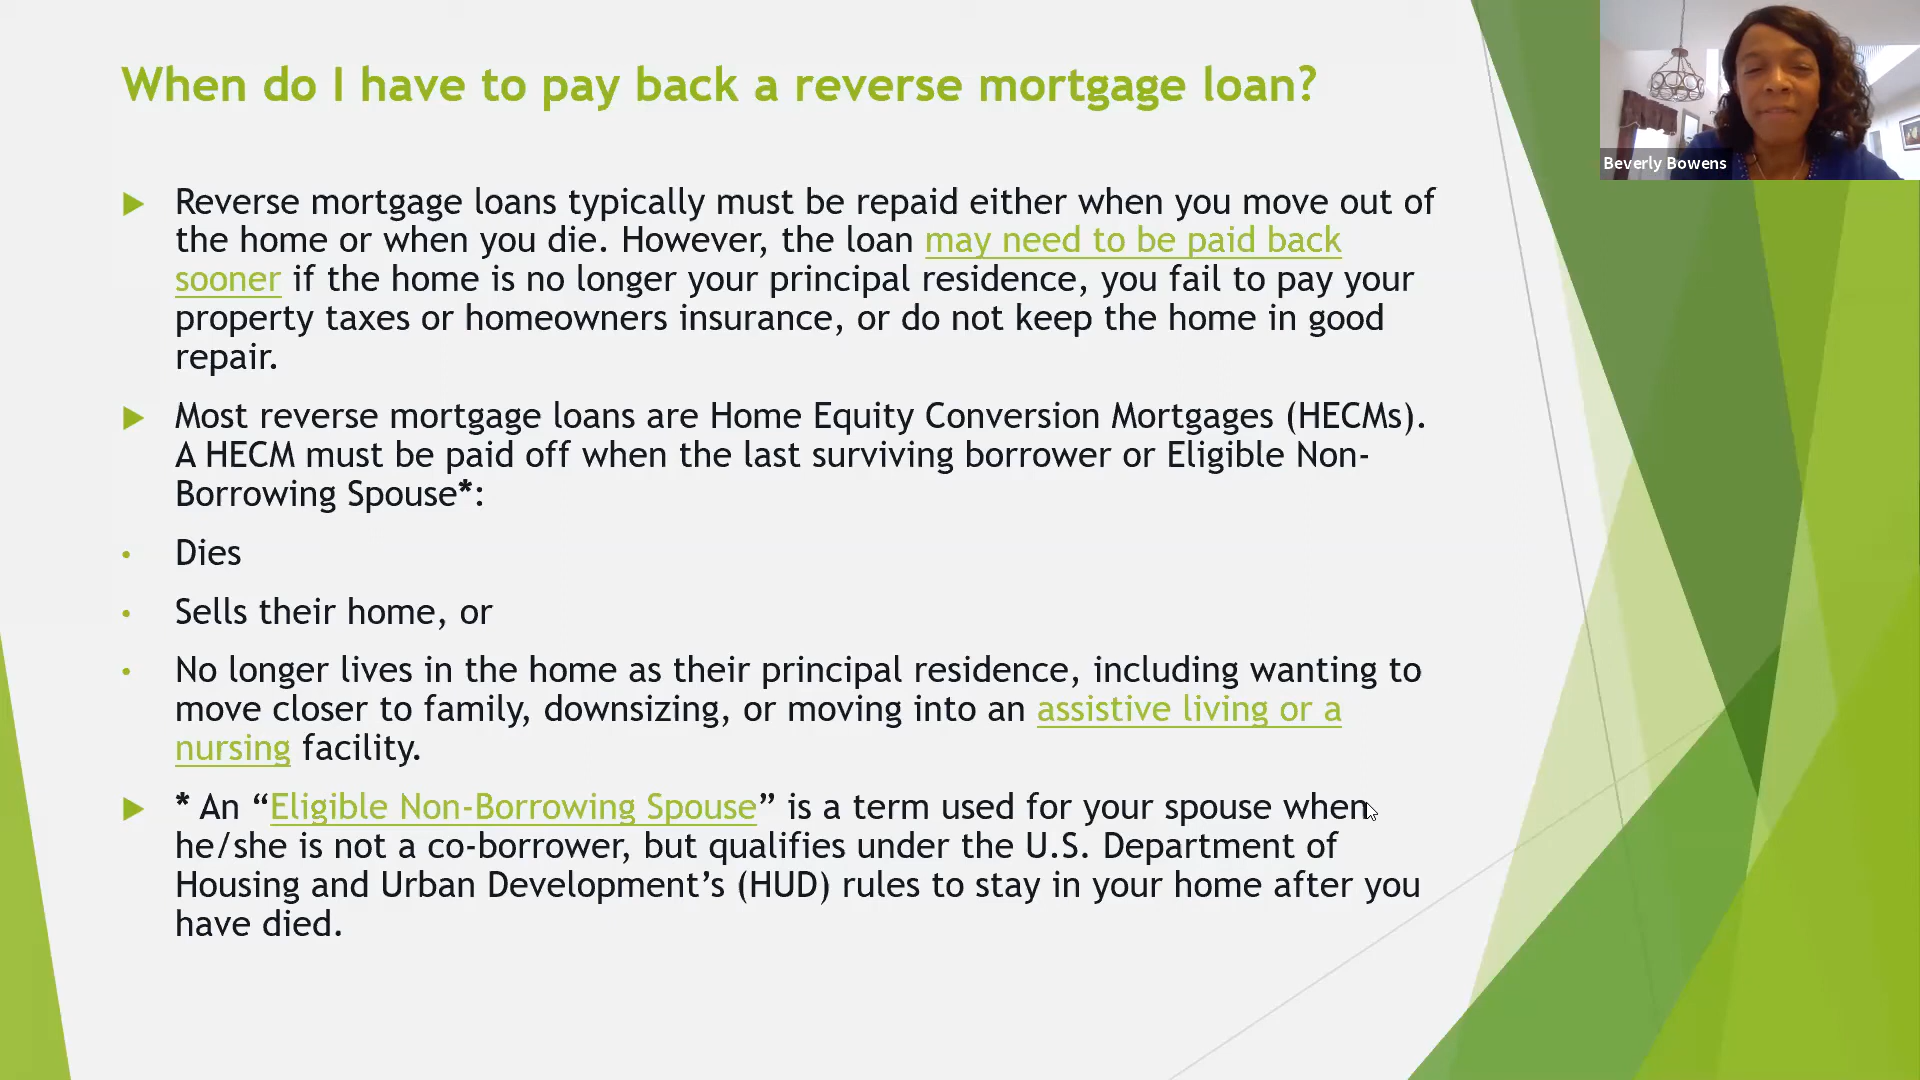 When do I have to pay back a reverse mortgage loan?
Beverly Bowens
Reverse mortgage loans typically must be repaid either when you move out of
the home or when you die. However, the loan may need to be paid back
sooner if the home is no longer your principal residence, you fail to pay your
property taxes or homeowners insurance, or do not keep the home in good
repair.
Most reverse mortgage loans are Home Equity Conversion Mortgages (HECMs).
A HECM must be paid off when the last surviving borrower or Eligible Non-
Borrowing Spouse*:
Dies
Sells their home, or
No longer lives in the home as their principal residence, including wanting to
move closer to family, downsizing, or moving into an assistive living or a
nursing facility.
* An “Eligible Non-Borrowing Spouse” is a term used for your spouse when
he/she is not a co-borrower, but qualifies under the U.S. Department of
Housing and Urban Development’s (HUD) rules to stay in your home after you
have died.